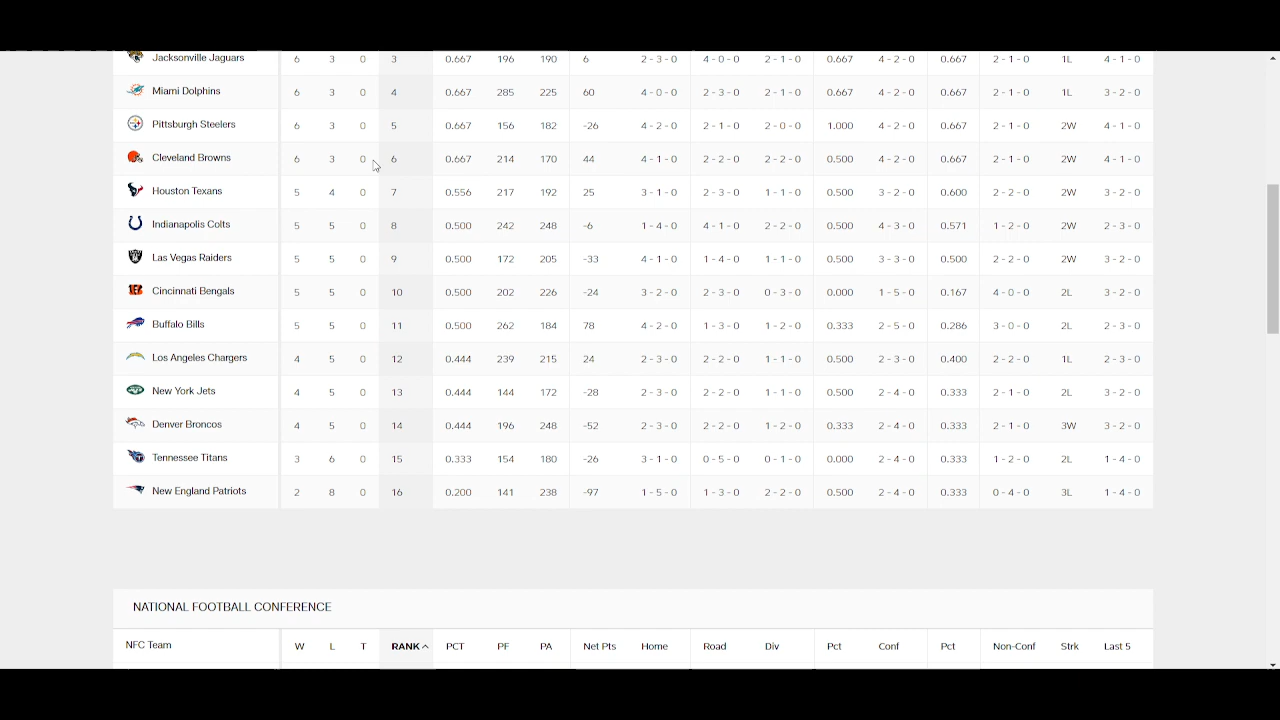 Jacksonville Jaguars 6 3 0 3 0.667 196 190 6 2 - 3 - 0 4 - 0 - 0 2 - 1 - 0 0.667 4 - 2 - 0 0.667 2 - 1 - 0 1L 4 - 1 - 0
Miami Dolphins 6 3 0 4 0.667 285 225 60 4 - 0 - 0 2 - 3 - 0 2 - 1 - 0 0.667 4 - 2 - 0 0.667 2 - 1 - 0 1L 3 - 2 - 0
Pittsburgh Steelers 6 3 0 5 0.667 156 182 -26 4 - 2 - 0 2 - 1 - 0 2 - 0 - 0 1.000 4 - 2 - 0 0.667 2 - 1 - 0 2W 4 - 1 - 0
Cleveland Browns 6 3 0 6 0.667 214 170 44 4 - 1 - 0 2 - 2 - 0 2 - 2 - 0 0.500 4 - 2 - 0 0.667 2 - 1 - 0 2W 4 - 1 - 0
Houston Texans 5 4 0 7 0.556 217 192 25 3 - 1 - 0 2 - 3 - 0 1 - 1 - 0 0.500 3 - 2 - 0 0.600 2 - 2 - 0 2W 3 - 2 - 0
Indianapolis Colts 5 5 0 8 0.500 242 248 -6 1 - 4 - 0 4 - 1 - 0 2 - 2 - 0 0.500 4 - 3 - 0 0.571 1 - 2 - 0 2W 2 - 3 - 0
Las Vegas Raiders 5 5 0 9 0.500 172 205 -33 4 - 1 - 0 1 - 4 - 0 1 - 1 - 0 0.500 3 - 3 - 0 0.500 2 - 2 - 0 2W 3 - 2 - 0
Cincinnati Bengals 5 5 0 10 0.500 202 226 -24 3 - 2 - 0 2 - 3 - 0 0 - 3 - 0 0.000 1 - 5 - 0 0.167 4 - 0 - 0 2L 3 - 2 - 0
Buffalo Bills 5 5 0 11 0.500 262 184 78 4 - 2 - 0 1 - 3 - 0 1 - 2 - 0 0.333 2 - 5 - 0 0.286 3 - 0 - 0 2L 2 - 3 - 0
Los Angeles Chargers 4 5 0 12 0.444 239 215 24 2 - 3 - 0 2 - 2 - 0 1 - 1 - 0 0.500 2 - 3 - 0 0.400 2 - 2 - 0 1L 2 - 3 - 0
New York Jets 4 5 0 13 0.444 144 172 -28 2 - 3 - 0 2 - 2 - 0 1 - 1 - 0 0.500 2 - 4 - 0 0.333 2 - 1 - 0 2L 3 - 2 - 0
Denver Broncos 4 5 0 14 0.444 196 248 -52 2 - 3 - 0 2 - 2 - 0 1 - 2 - 0 0.333 2 - 4 - 0 0.333 2 - 1 - 0 3W 3 - 2 - 0
Tennessee Titans 3 6 0 15 0.333 154 180 -26 3 - 1 - 0 0 - 5 - 0 0 - 1 - 0 0.000 2 - 4 - 0 0.333 1 - 2 - 0 2L 1 - 4 - 0
New England Patriots 2 8 0 16 0.200 141 238 -97 1 - 5 - 0 1 - 3 - 0 2 - 2 - 0 0.500 2 - 4 - 0 0.333 0 - 4 - 0 3L 1 - 4 - 0
NATIONAL FOOTBALL CONFERENCE
NFC Team W L T RANK PCT PF PA Net Pts Home Road Div Pct Conf Pct Non-Conf Strk Last 5